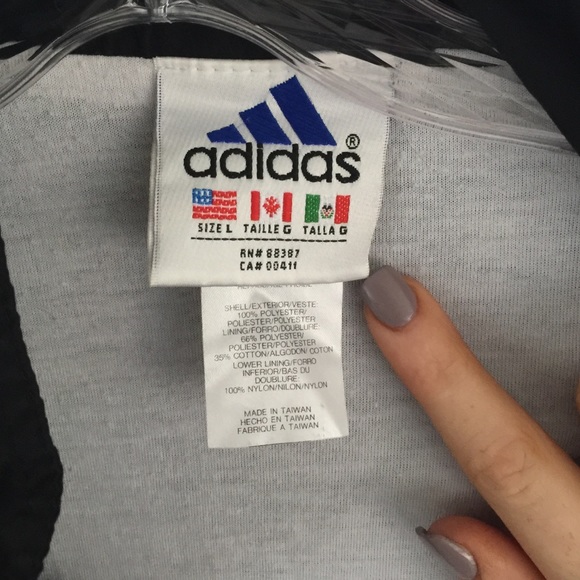 adidas®
SIZE L TAILLE G TALLA G
RN# 88387
CA# 00411
SHELL/EXTERIOR/VESTE
100% POLYESTER/
POLIESTER/POLYESTER
LINING/FORRO/DOUBLURE
66% POLYESTER/
POLIESTER/POLYESTER
35% COTTON/ALGODON/COTON
LOWER LINING/FORRO
INFERIOR/BAS DU
DOUBLURE:
100% NYLON/NILON/NYLON
MADE IN TAIWAN
HECHO EN TAIWAN
FABRIQUE A TAIWAN